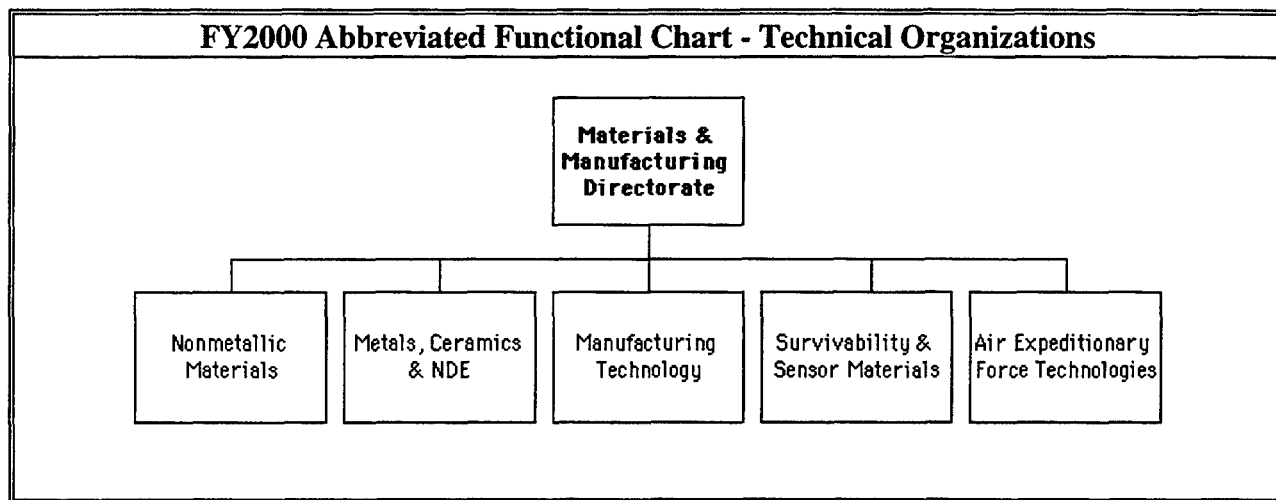 FY2000 Abbreviated Functional Chart - Technical Organizations
Materials &
Manufacturing
Directorate
Nonmetallic
Materials
Metals, Ceramics
& NDE
Manufacturing
Technology
Survivability &
Sensor Materials
Air Expeditionary
Force Technologies